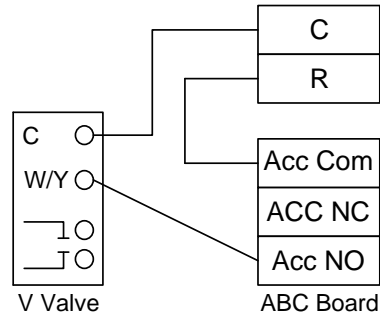 C
R
C
W/Y
Acc Com
ACC NC
Acc NO
V Valve
ABC Board